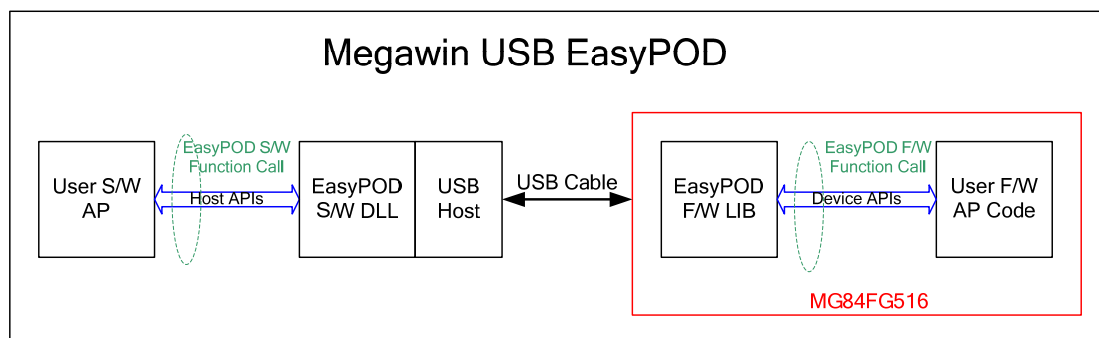 Megawin USB EasyPOD
User S/W
AP
EasyPOD S/W
Function Call
Host APIs
EasyPOD
S/W DLL
USB
Host
USB Cable
EasyPOD
F/W LIB
EasyPOD F/W
Function Call
Device APIs
User F/W
AP Code
MG84FG516